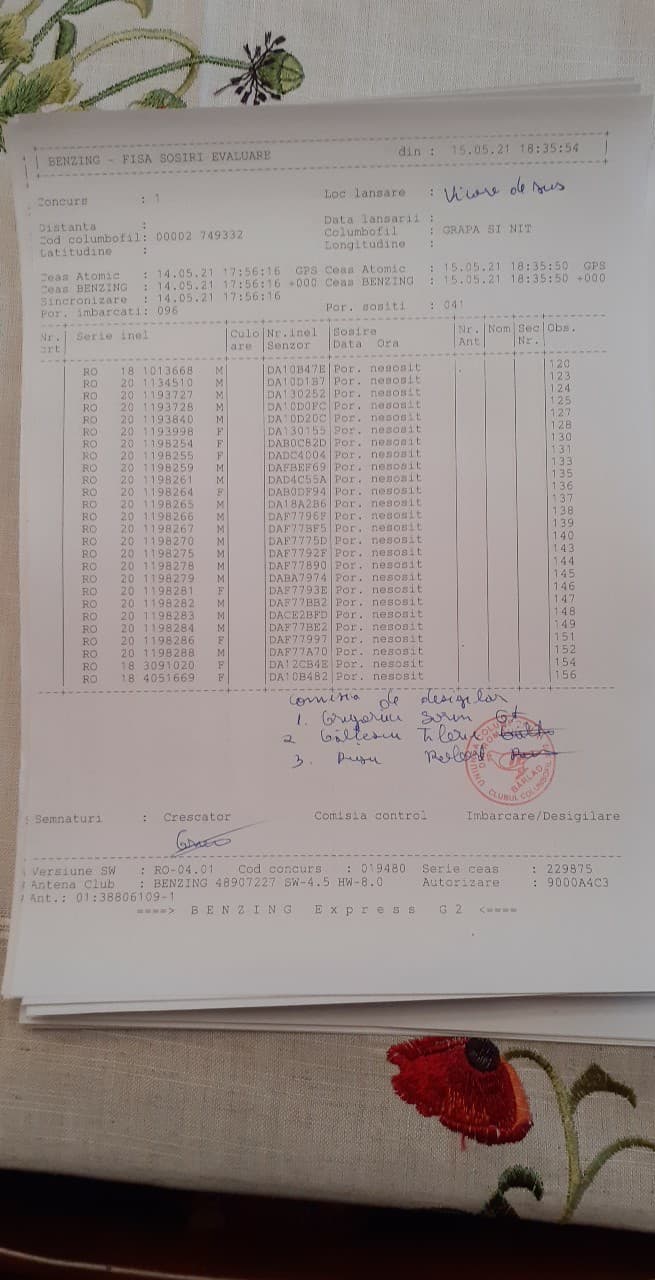 BENZING - FISA SOSIRI EVALUARE din : 15.05.21 18:35:54
Concurs : 1 Loc lansare : Vicove de sus
Distanta : Data lansarii :
Cod columbofil: 00002 749332 Columbofil : GRAPA SI NIT
Latitudine : Longitudine :
Ceas Atomic : 14.05.21 17:56:16 GPS Ceas Atomic : 15.05.21 18:35:50 GPS
Ceas BENZING : 14.05.21 17:56:16 +000 Ceas BENZING : 15.05.21 18:35:50 +000
Sincronizare : 14.05.21 17:56:16
Por. imbarcati: 096 Por. sositi : 041
Nr. Serie inel Culo Nr.inel Sosire Nr. Nom Sec Obs.
crt are Senzor Data Ora Ant Nr.
RO 18 1013668 M DA10B47E Por. nesosit 120
RO 20 1134510 M DA10D1B7 Por. nesosit 123
RO 20 1193727 M DA130252 Por. nesosit 124
RO 20 1193728 M DA10D0FC Por. nesosit 125
RO 20 1193840 M DA10D20C Por. nesosit 127
RO 20 1193998 F DA130155 Por. nesosit 128
RO 20 1198254 F DAB0C82D Por. nesosit 130
RO 20 1198255 F DADC4004 Por. nesosit 131
RO 20 1198259 M DAFBEF69 Por. nesosit 133
RO 20 1198261 M DAD4C55A Por. nesosit 135
RO 20 1198264 F DAB0DF94 Por. nesosit 136
RO 20 1198265 M DA18A2B6 Por. nesosit 137
RO 20 1198266 M DAF7796F Por. nesosit 138
RO 20 1198267 M DAF77BF5 Por. nesosit 139
RO 20 1198270 M DAF7775D Por. nesosit 140
RO 20 1198275 M DAF7792F Por. nesosit 143
RO 20 1198278 M DAF77890 Por. nesosit 144
RO 20 1198279 M DABA7974 Por. nesosit 145
RO 20 1198281 F DAF7793E Por. nesosit 146
RO 20 1198282 M DAF77BB2 Por. nesosit 147
RO 20 1198283 M DACE2BFD Por. nesosit 148
RO 20 1198284 M DAF77BE2 Por. nesosit 149
RO 20 1198286 F DAF77997 Por. nesosit 151
RO 20 1198288 M DAF77A70 Por. nesosit 152
RO 18 3091020 F DA12CB4E Por. nesosit 154
RO 18 4051669 F DA10B482 Por. nesosit 156
comisia de desigilar
1. Grigoriu Sorin
2
3.
BARLAD
CLUBUL COLUMBOFIL
Semnaturi : Crescator Comisia control Imbarcare/Desigilare
Versiune SW : RO-04.01 Cod concurs : 019480 Serie ceas : 229875
Antena Club : BENZING 48907227 SW-4.5 HW-8.0 Autorizare : 9000A4C3
Ant.: 01:38806109-1
====> B E N Z I N G E x p r e s s G 2 <====